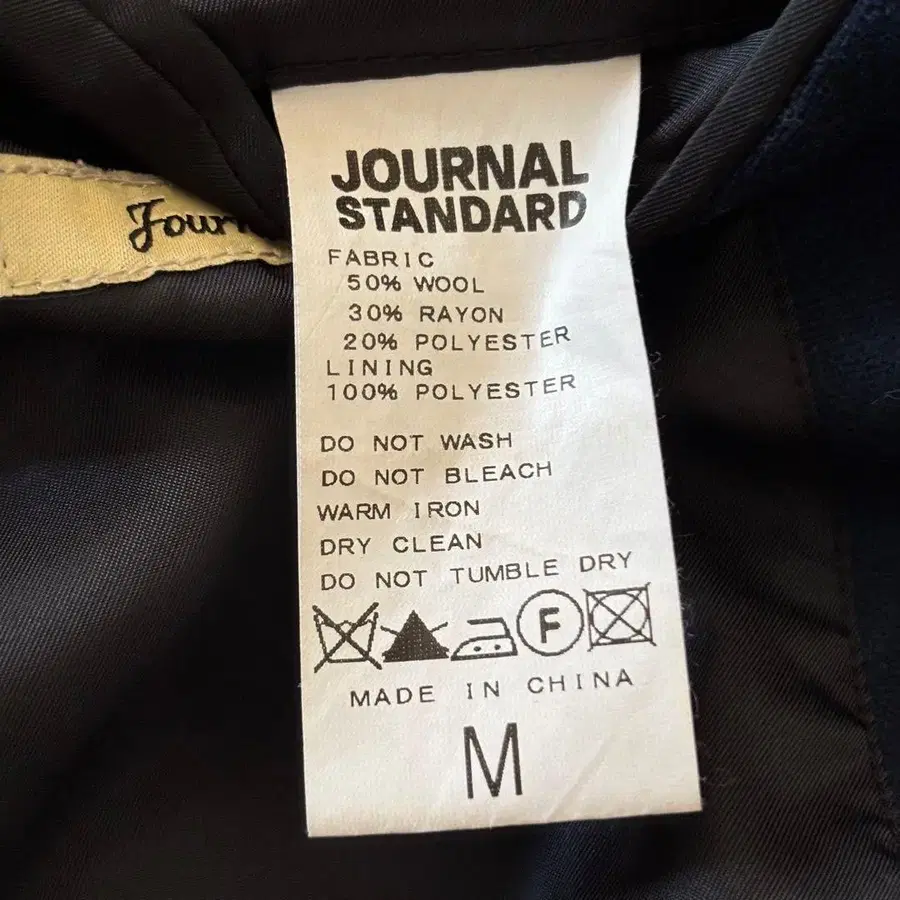 JOURNAL
STANDARD
FABRIC
50% WOOL
30% RAYON
20% POLYESTER
LINING
100% POLYESTER
DO NOT WASH
DO NOT BLEACH
WARM IRON
DRY CLEAN
DO NOT TUMBLE DRY
F
MADE IN CHINA
M